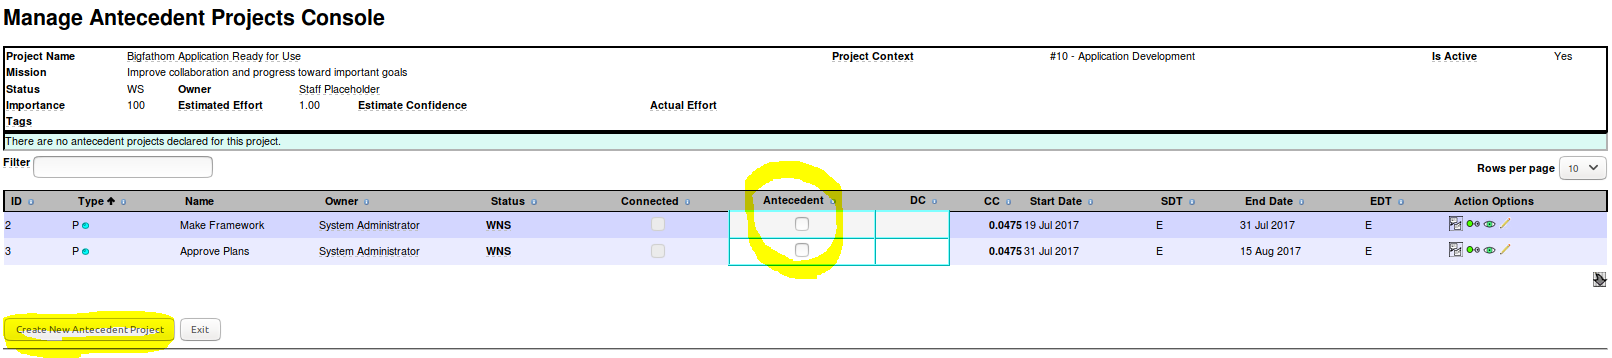 Manage Antecedent Projects Console
Project Name Bigfathom Application Ready for Use Project Context #10 - Application Development Is Active Yes
Mission Improve collaboration and progress toward important goals
Status WS Owner Staff Placeholder
Importance 100 Estimated Effort 1.00 Estimate Confidence Actual Effort
Tags
There are no antecedent projects declared for this project.
Filter Rows per page 10
ID Type Name Owner Status Connected Antecedent DC CC Start Date SDT End Date EDT Action Options
2 P Make Framework System Administrator WNS 0.0475 19 Jul 2017 E 31 Jul 2017 E
3 P Approve Plans System Administrator WNS 0.0475 31 Jul 2017 E 15 Aug 2017 E
Create New Antecedent Project Exit